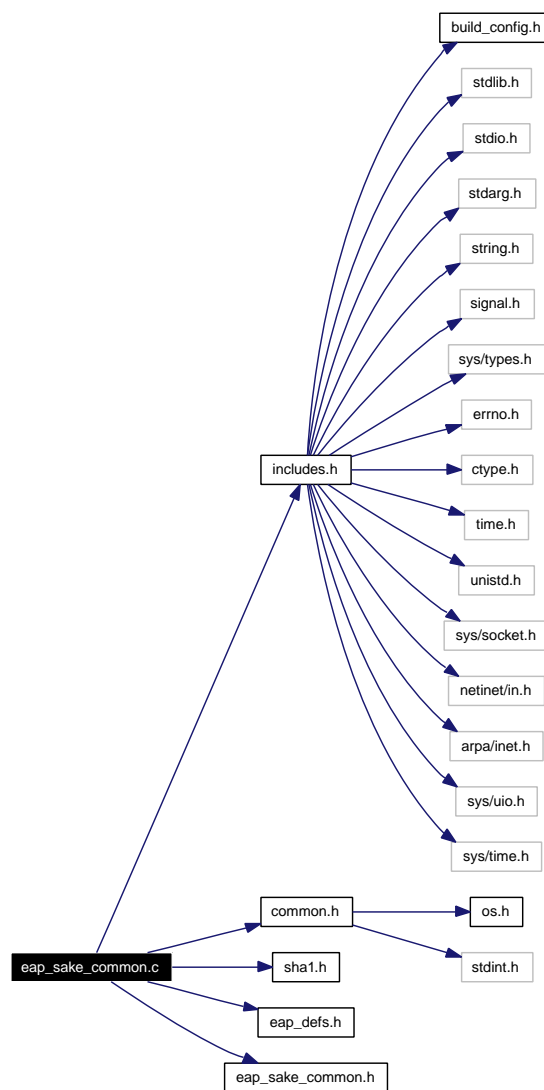 build_config.h
stdlib.h
stdio.h
stdarg.h
string.h
signal.h
sys/types.h
errno.h
includes.h
ctype.h
time.h
unistd.h
sys/socket.h
netinet/in.h
arpa/inet.h
sys/uio.h
sys/time.h
common.h
os.h
eap_sake_common.c
sha1.h
stdint.h
eap_defs.h
eap_sake_common.h